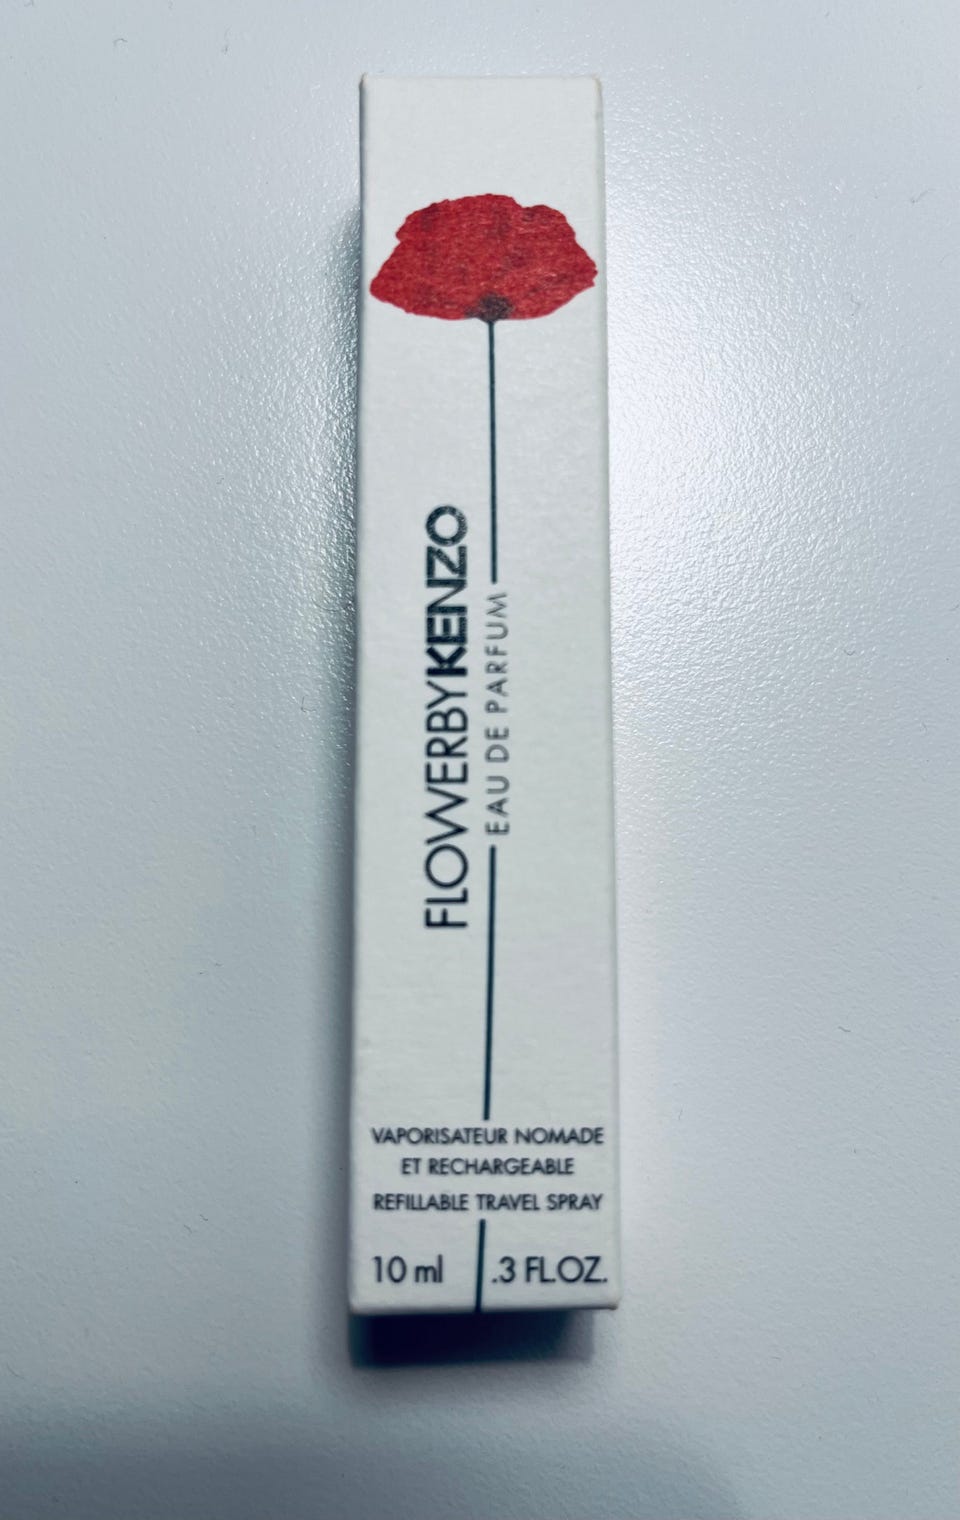 FLOWERBYKENZO
EAU DE PARFUM
VAPORISATEUR NOMADE
ET RECHARGEABLE
REFILLABLE TRAVEL SPRAY
10 ml .3 FL.OZ.